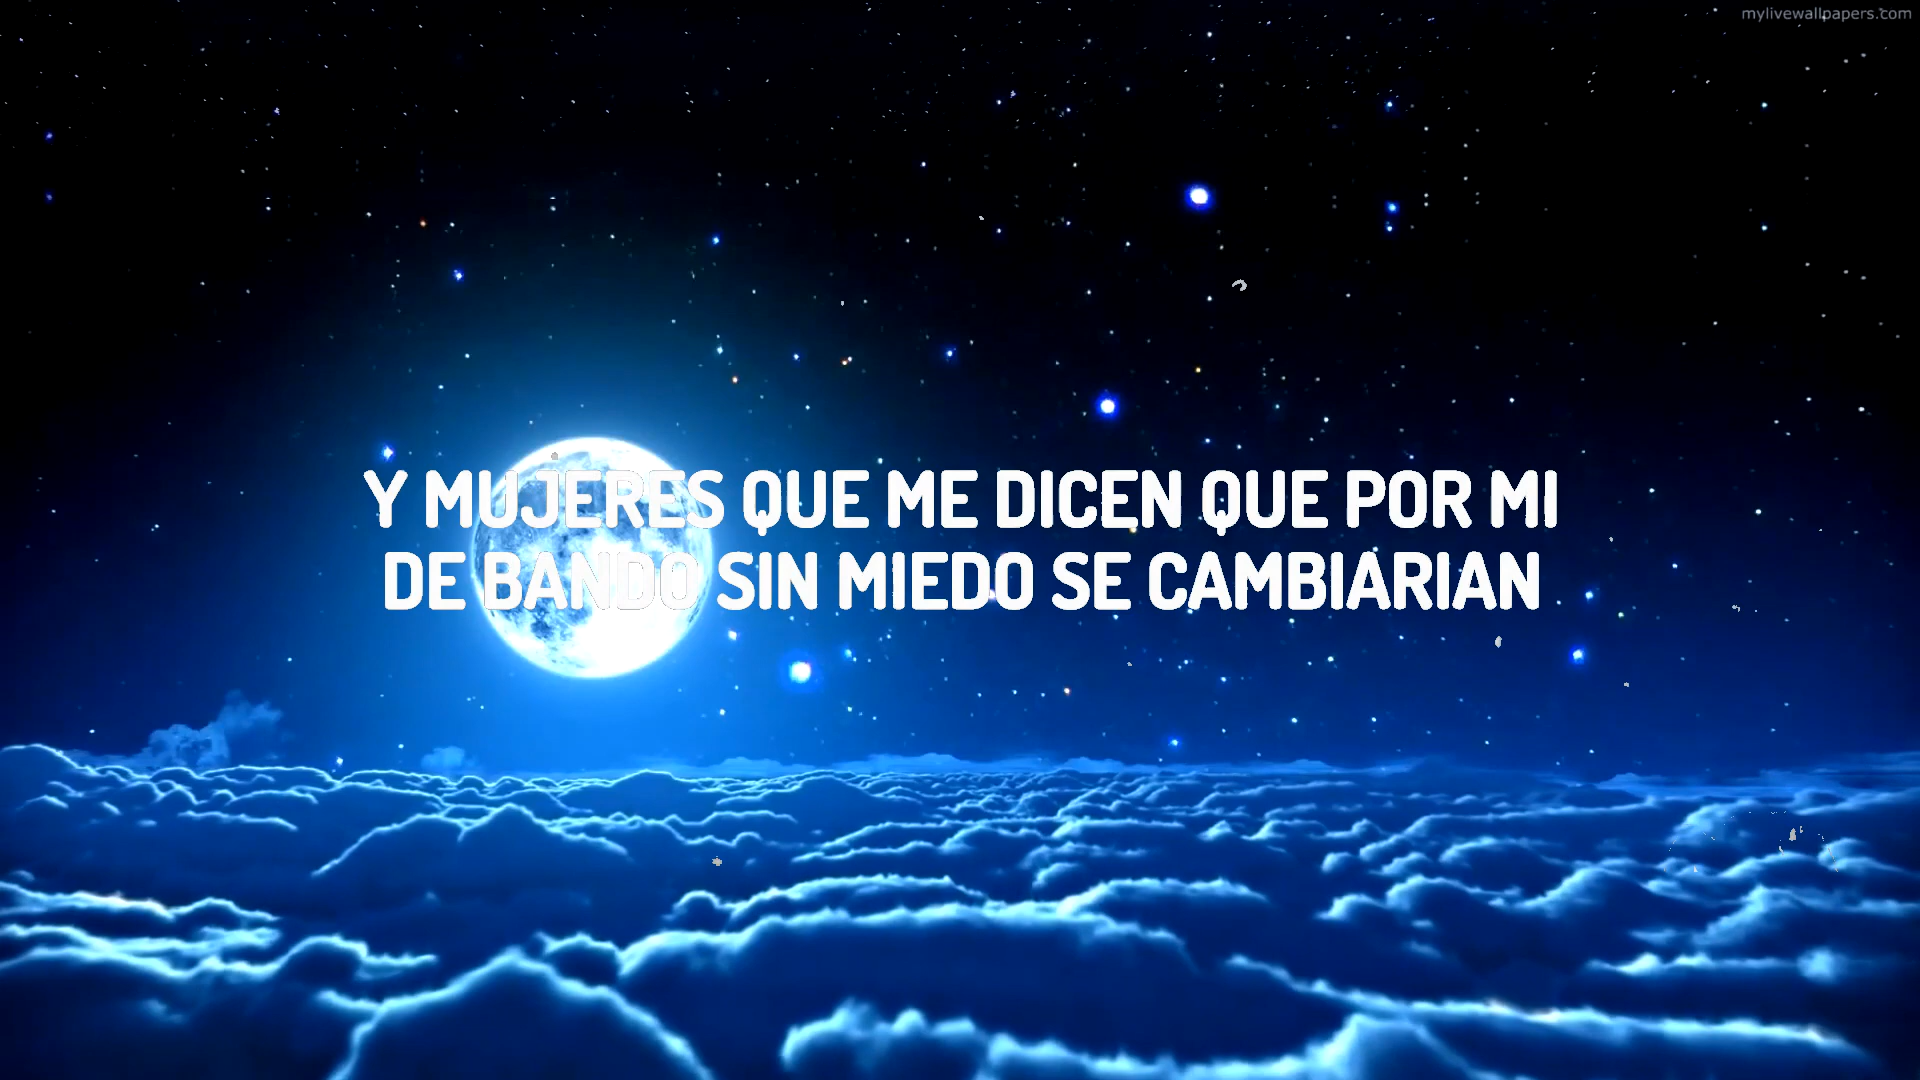 mylivewallpapers.com
Y MUJERES QUE ME DICEN QUE POR MI
DE BANDO SIN MIEDO SE CAMBIARIAN